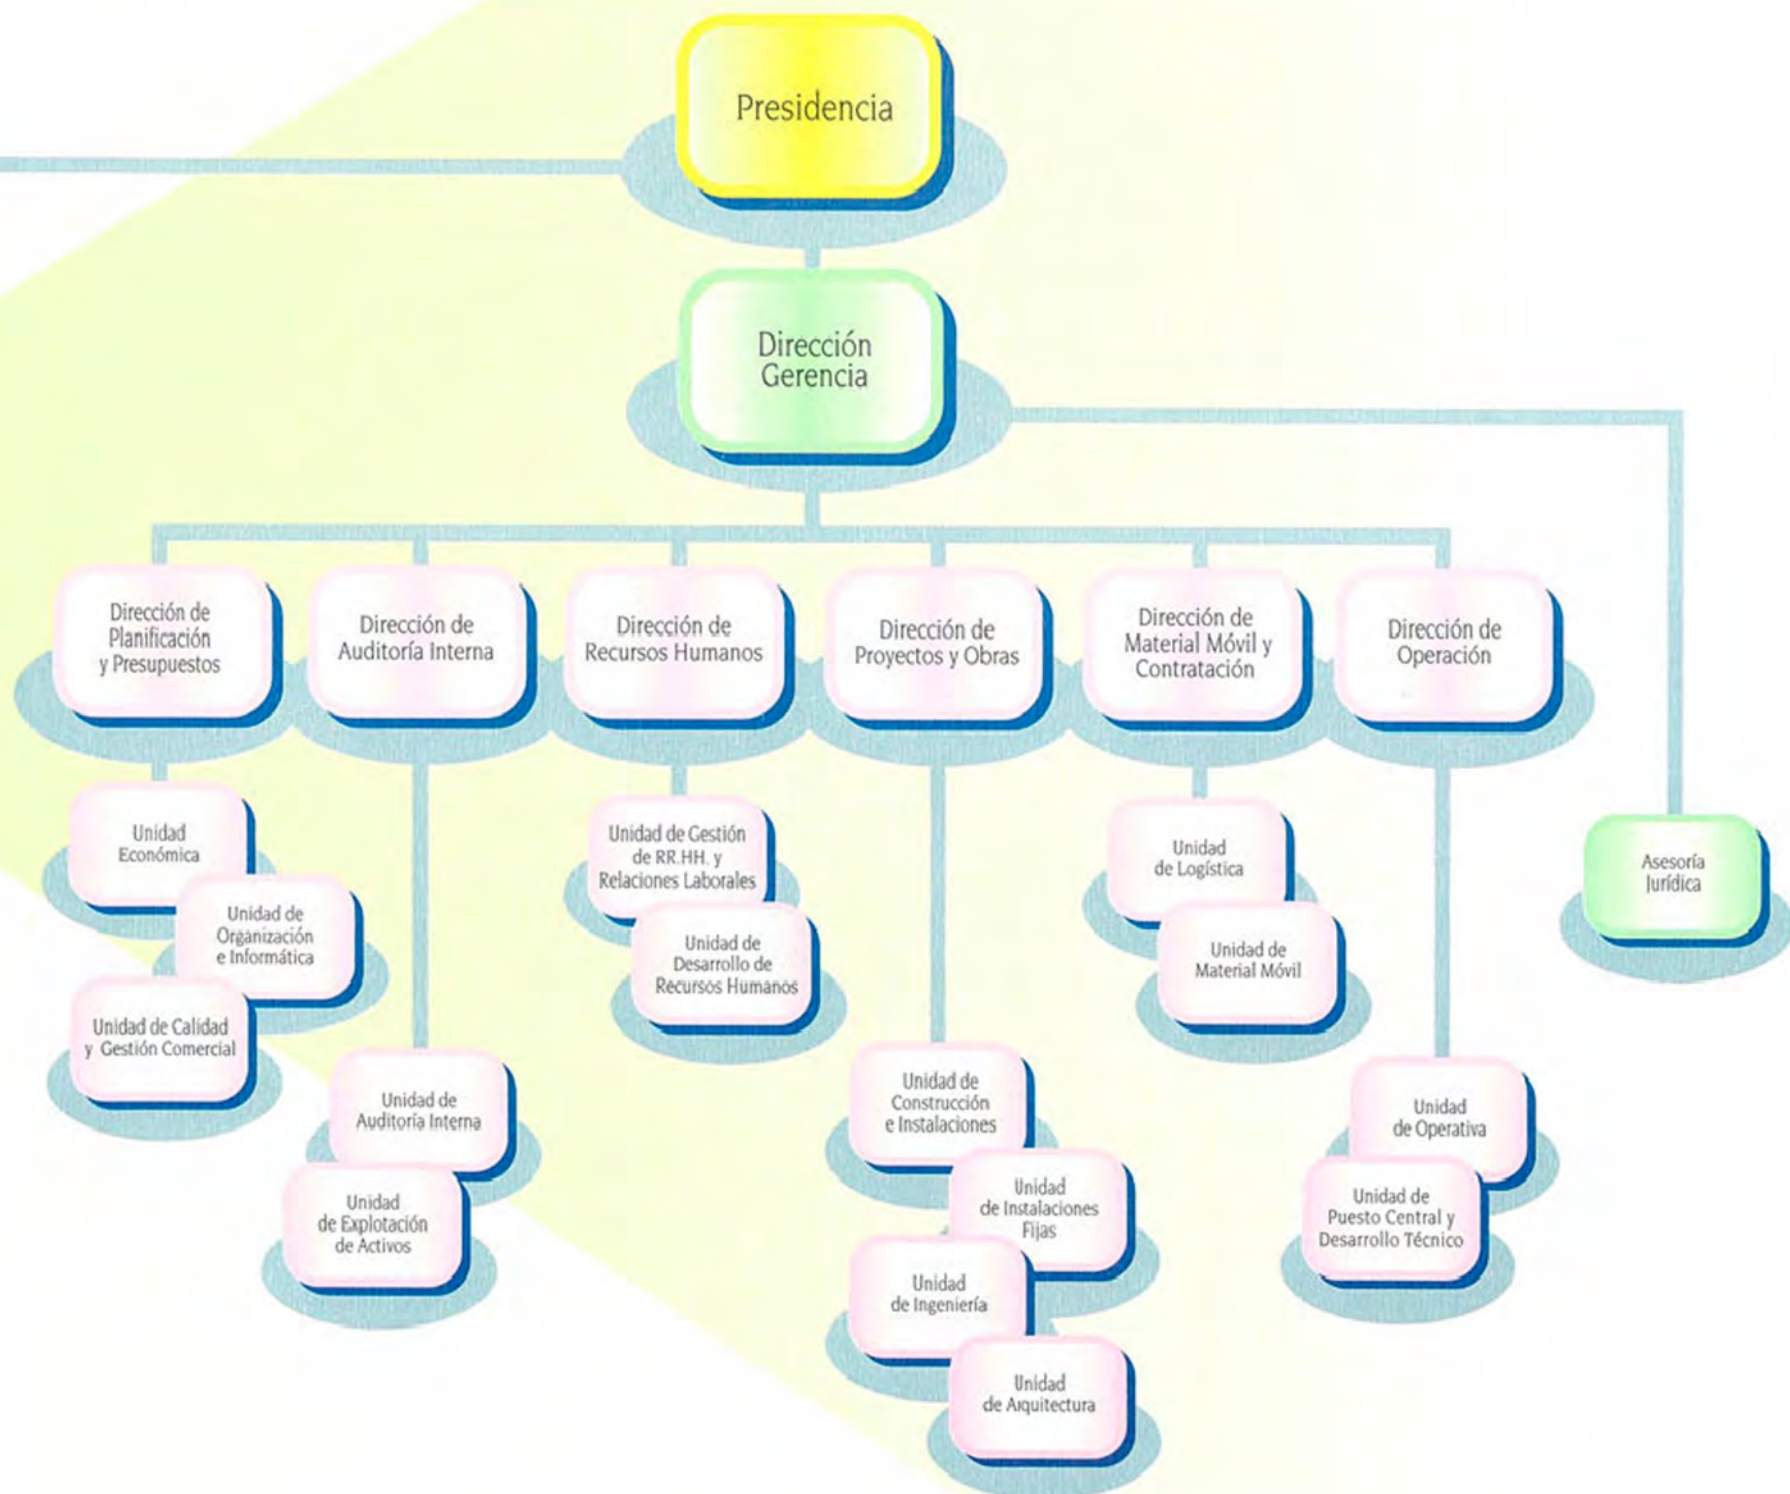 Presidencia
Dirección
Gerencia
Dirección de
Planificación
y Presupuestos
Dirección de
Auditoría Interna
Dirección de
Recursos Humanos
Dirección de
Proyectos y Obras
Dirección de
Material Móvil y
Contratación
Dirección de
Operación
Unidad
Económica
Unidad de
Organización
e Informática
Unidad de Calidad
y Gestión Comercial
Unidad de
Auditoría Interna
Unidad
de Explotación
de Activos
Unidad de Gestión
de RR.HH. y
Relaciones Laborales
Unidad de
Desarrollo de
Recursos Humanos
Unidad de
Construcción
e Instalaciones
Unidad
de Instalaciones
Fijas
Unidad
de Ingeniería
Unidad
de Arquitectura
Unidad
de Logística
Unidad de
Material Móvil
Unidad
de Operativa
Unidad de
Puesto Central y
Desarrollo Técnico
Asesoría
Jurídica